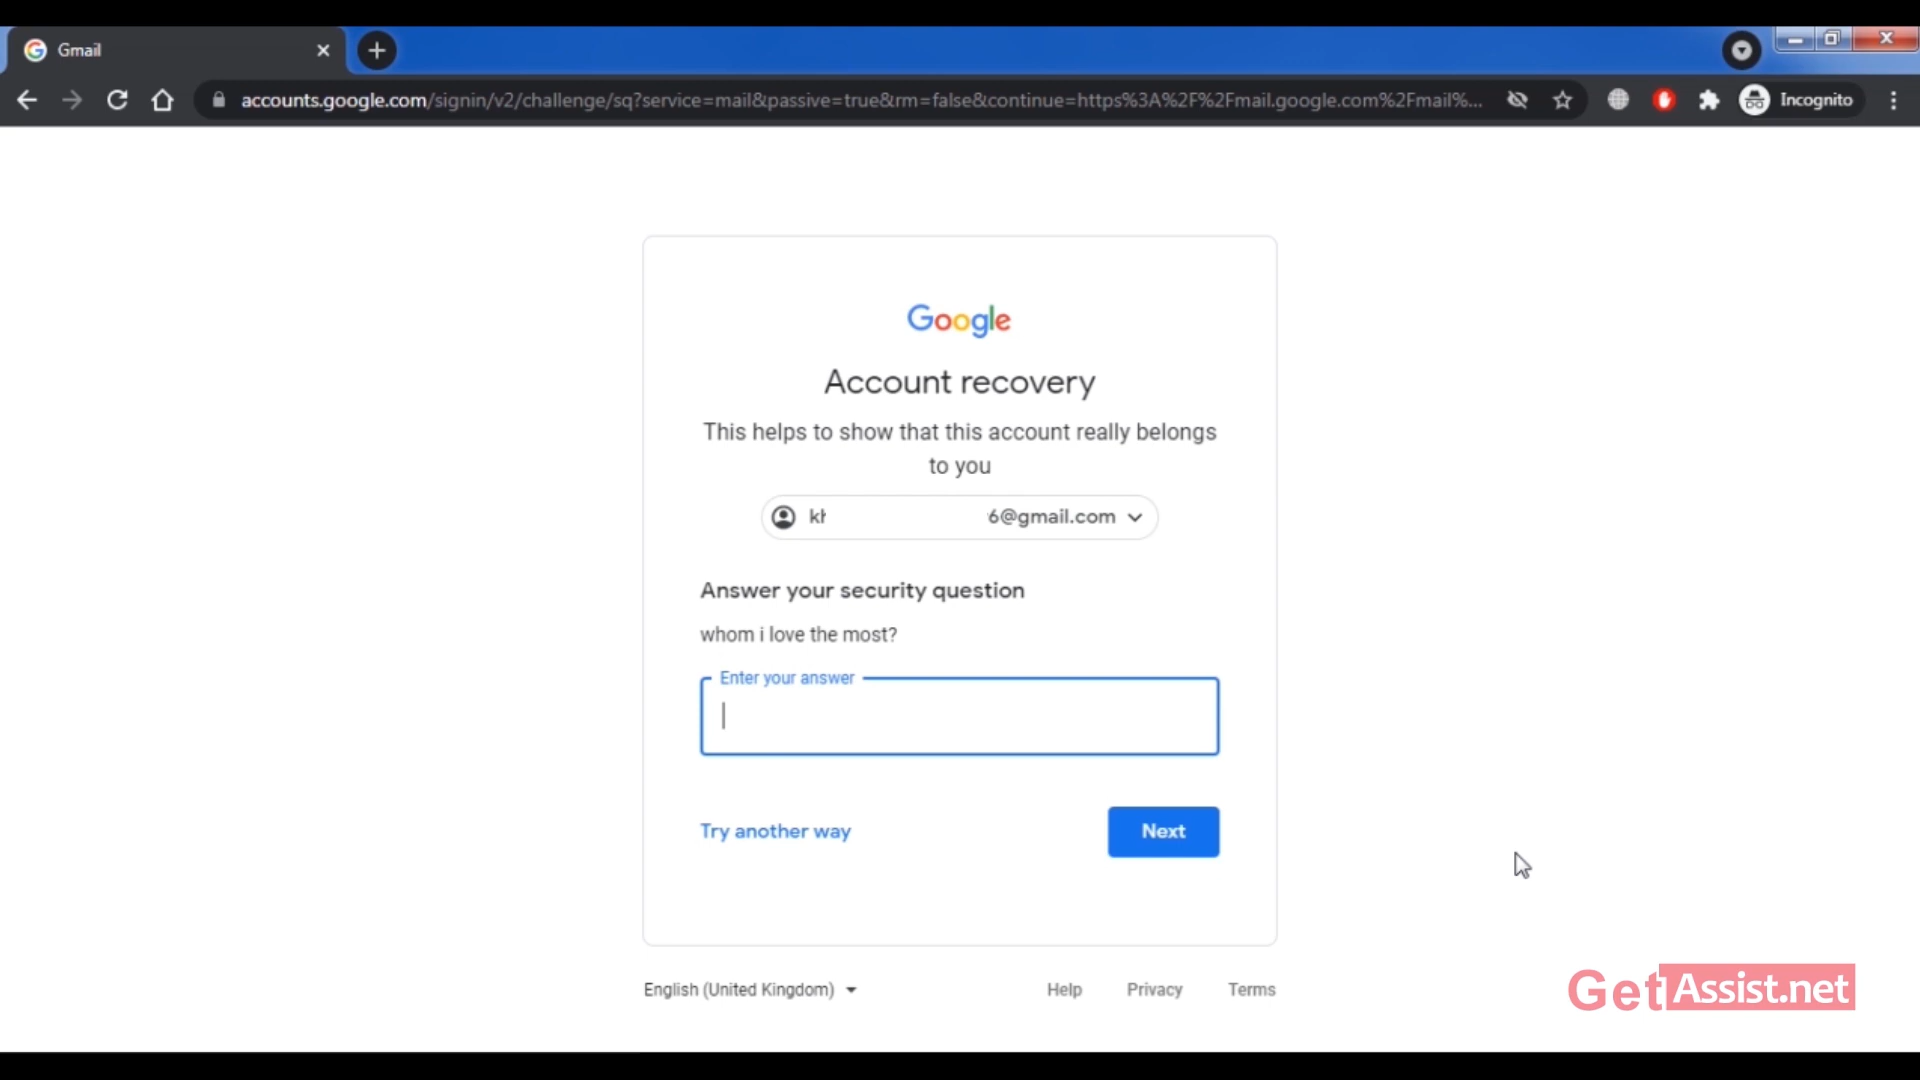 Gmail
accounts.google.com/signin/v2/challenge/sq?service=mail&passive=true&rm=false&continue=https%3A%2F%2Fmail.google.com%2Fmail%...
Incognito
Google
Account recovery
This helps to show that this account really belongs
to you
kh 6@gmail.com
Answer your security question
whom i love the most?
Enter your answer
Try another way
Next
English (United Kingdom)
Help Privacy Terms
GetAssist.net